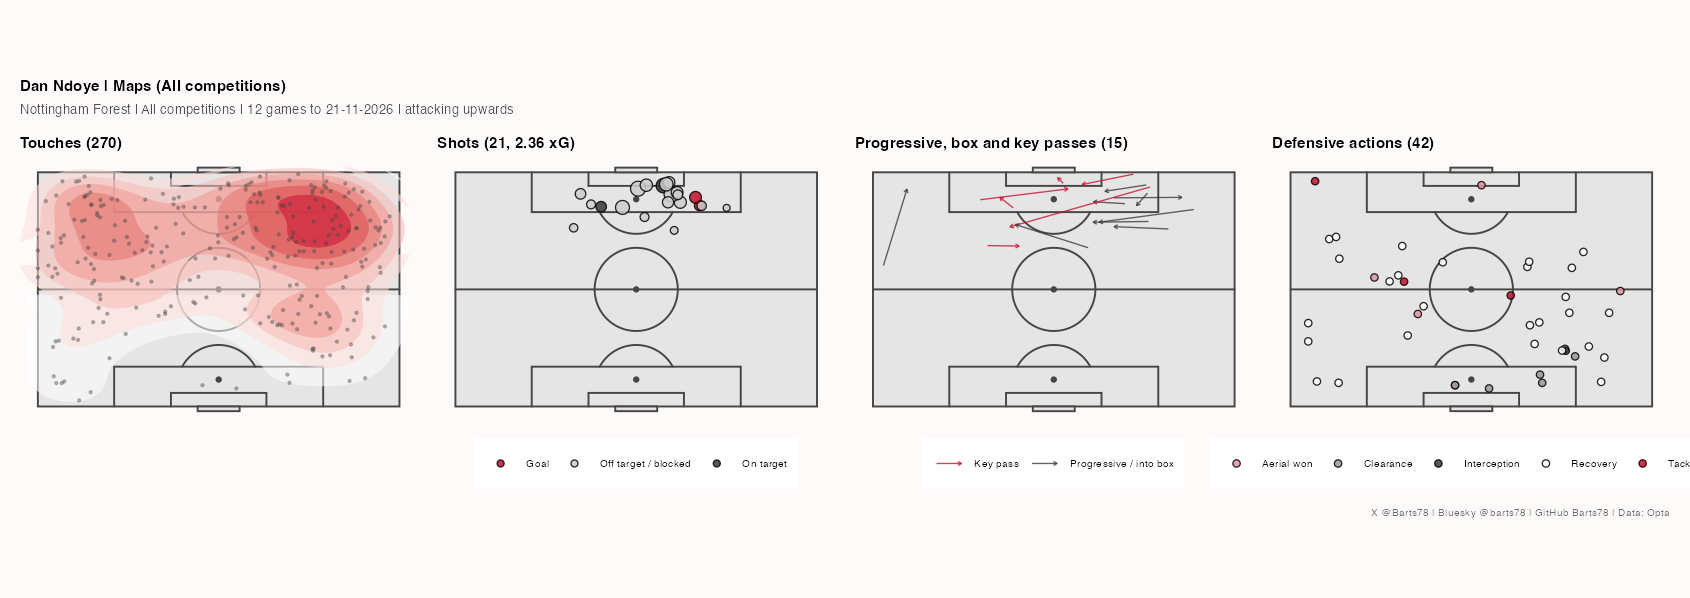 Dan Ndoye | Maps (All competitions)
Nottingham Forest | All competitions | 12 games to 21-11-2026 | attacking upwards
Touches (270)
Shots (21, 2.36 xG)
Progressive, box and key passes (15)
Defensive actions (42)
Goal
Off target / blocked
On target
Key pass
Progressive / into box
Aerial won
Clearance
Interception
Recovery
Tack
X @Barts78 | Bluesky @barts78 | GitHub Barts78 | Data: Opta